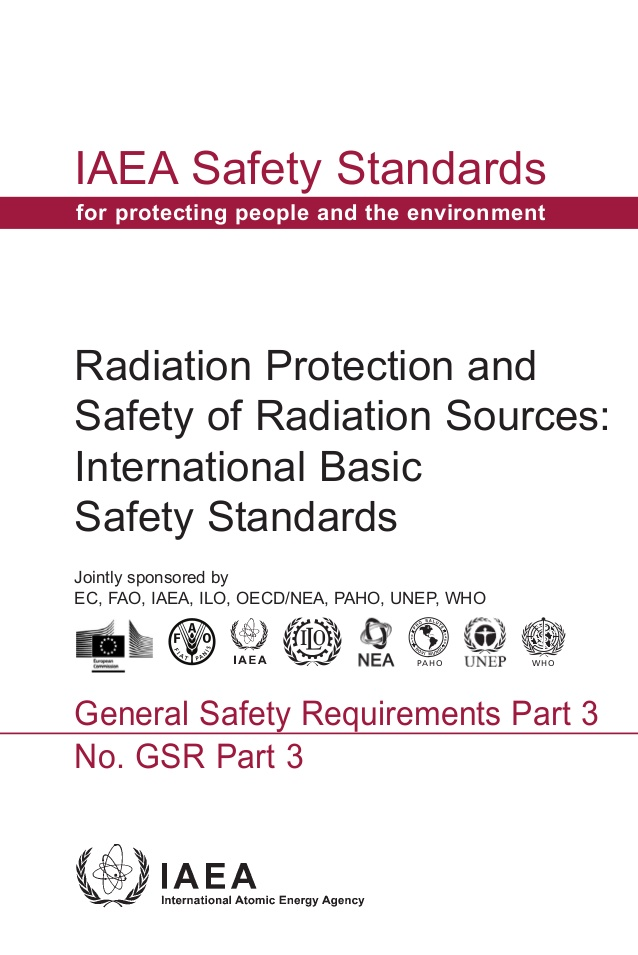 IAEA Safety Standards
for protecting people and the environment
Radiation Protection and
Safety of Radiation Sources:
International Basic
Safety Standards
Jointly sponsored by
EC, FAO, IAEA, ILO, OECD/NEA, PAHO, UNEP, WHO
European
Commission
FAO
FIAT PANIS
IAEA
ILO
NEA
PAHO
UNEP
WHO
General Safety Requirements Part 3
No. GSR Part 3
IAEA
International Atomic Energy Agency